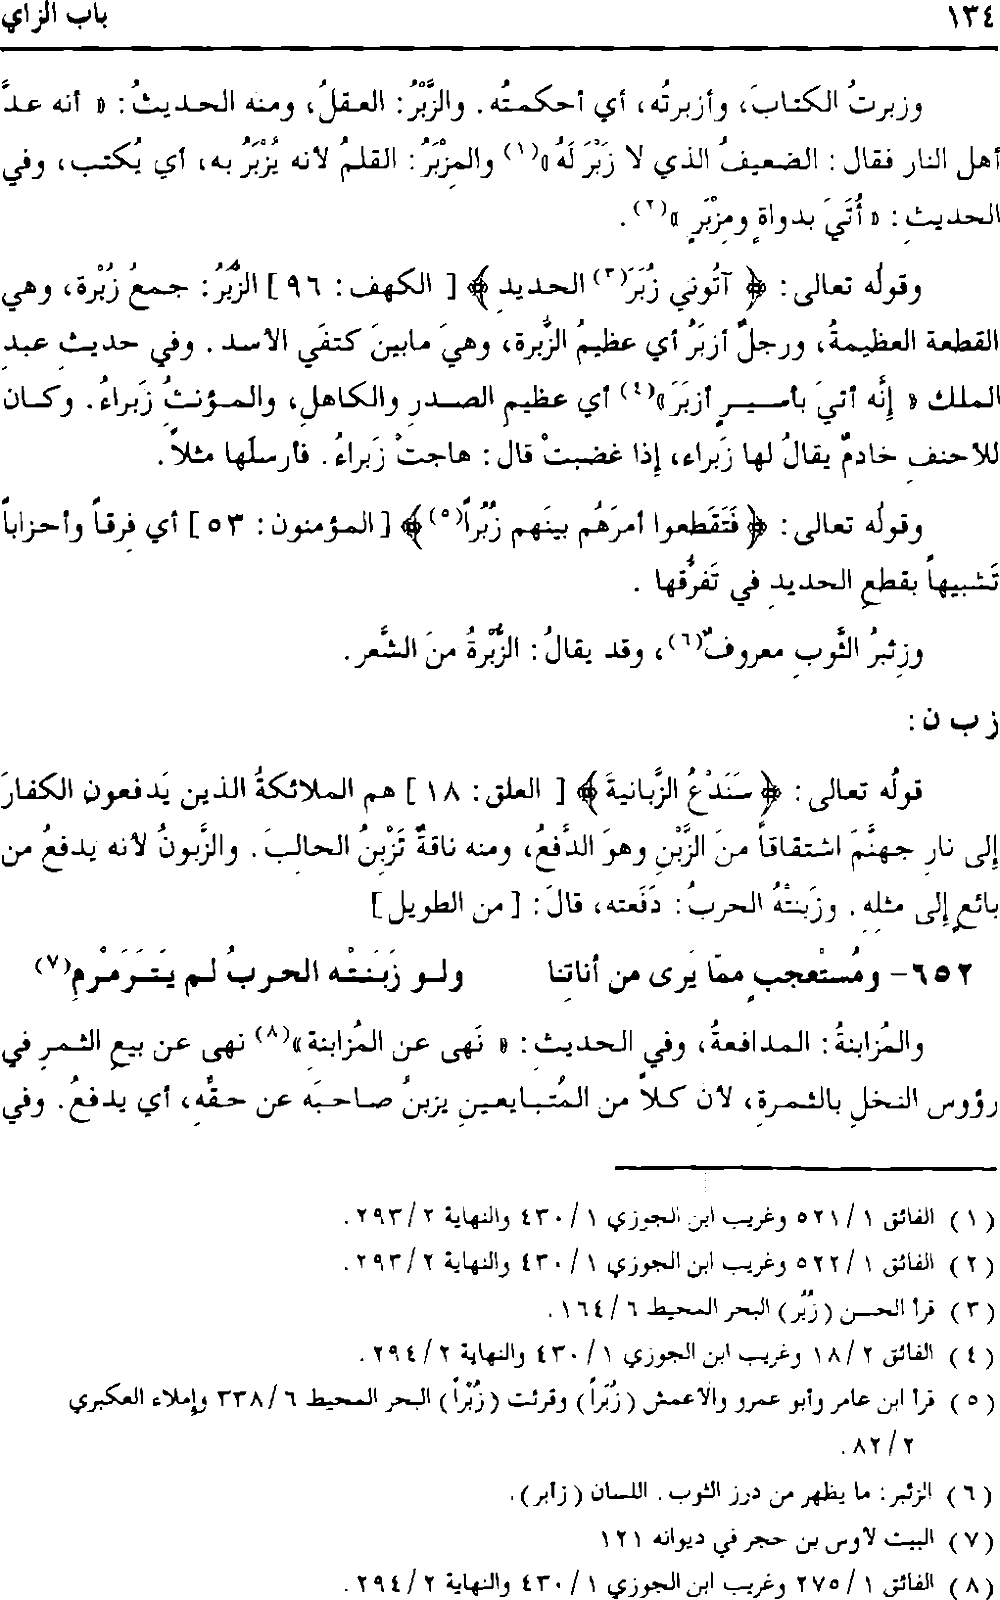 ١٣٤ باب الزاي
وزبرتُ الكتابَ، وأزبرتُه، أي أحكمتُه. والزَّبْرُ: العقلُ، ومنه الحديثُ: « أنه عدَّ
أهل النار فقال: الضعيفُ الذي لا زَبْرَ لَهُ »(١) والمِزْبَرُ: القلمُ لأنه يُزْبَرُ به، أي يُكتب، وفي
الحديثِ: « أُتَيَ بدواةٍ ومِزْبَرٍ »(٢).
وقولُه تعالى: ﴿ آتُوني زُبَرَ(٣) الحديدِ ﴾ [ الكهف: ٩٦ ] الزُّبَرُ: جمعُ زُبْرة، وهي
القطعة العظيمةُ، ورجلٌ أزبَرُ أي عظيمُ الزُّبرة، وهيَ مابينَ كتفَي الأسد. وفي حديثِ عبدِ
الملك « إنَّه أتيَ بأسيرٍ أزبَرَ »(٤) أي عظيمِ الصدرِ والكاهلِ، والمؤنثُ زَبراءُ. وكان
للأحنفِ خادمٌ يقالُ لها زَبراء، إذا غضبتْ قال: هاجتْ زَبراءُ. فأرسلَها مثلاً.
وقولُه تعالى: ﴿ فَتَقَطعوا أمرَهُم بينَهم زُبُراً(٥) ﴾ [ المؤمنون: ٥٣ ] أي فِرقاً وأحزاباً
تَشبيهاً بقطعِ الحديدِ في تَفرُّقها .
وزِئبرُ الثَّوبِ معروفٌ(٦)، وقد يقالُ: الزُّبْرةُ منَ الشَّعر.
ز ب ن:
قولُه تعالى: ﴿ سَنَدْعُ الزَّبانيةَ ﴾ [ العلق: ١٨ ] هم الملائكةُ الذين يَدفعونِ الكفارَ
إلى نارِ جهنَّمَ اشتقاقاً منَ الزَّبْنِ وهوَ الدَّفعُ، ومنه ناقةٌ تَزْبِنُ الحالبَ. والزَّبونُ لأنه يدفعُ من
بائعٍ إلى مثلِهِ. وزَبنتْهُ الحربُ: دَفَعته، قالَ: [ من الطويل ]
٦٥٢- ومُستْعجبٍ ممّا يَرى من أناتِنا ولو زَبَنَتْه الحربُ لم يَتَرَمْرمِ(٧)
والمُزابنةُ: المدافعةُ، وفي الحديثِ: « نَهى عن المُزابنةِ »(٨) نهى عن بيعِ الثمرِ في
رؤوس النخلِ بالثمرةِ، لأن كلاً من المُتبايعينِ يزبنُ صاحبَه عن حقِّهِ، أي يدفعُ. وفي
(١) الفائق ١/ ٥٢١ وغريب ابن الجوزي ١/ ٤٣٠ والنهاية ٢/ ٢٩٣.
(٢) الفائق ١/ ٥٢٢ وغريب ابن الجوزي ١/ ٤٣٠ والنهاية ٢/ ٢٩٣.
(٣) قرأ الحسن ( زُبُر ) البحر المحيط ٦/ ١٦٤.
(٤) الفائق ٢/ ١٨ وغريب ابن الجوزي ١/ ٤٣٠ والنهاية ٢/ ٢٩٤.
(٥) قرأ ابن عامر وأبو عمرو والأعمش ( زُبَراً ) وقرئت ( زُبْراً ) البحر المحيط ٦/ ٣٣٨ وإملاء العكبري
٢/ ٨٢.
(٦) الزئبر: ما يظهر من درز الثوب. اللسان ( زأبر ).
(٧) البيت لأوس بن حجر في ديوانه ١٢١
(٨) الفائق ١/ ٢٧٥ وغريب ابن الجوزي ١/ ٤٣٠ والنهاية ٢/ ٢٩٤.